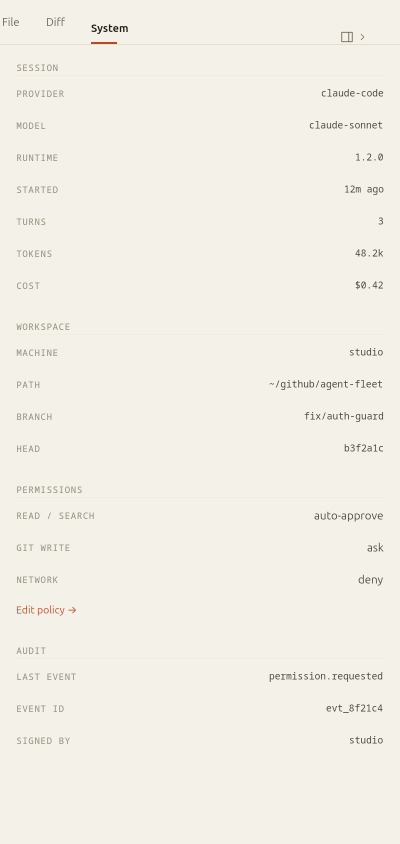 File Diff System
SESSION
PROVIDER claude-code
MODEL claude-sonnet
RUNTIME 1.2.0
STARTED 12m ago
TURNS 3
TOKENS 48.2k
COST $0.42
WORKSPACE
MACHINE studio
PATH ~/github/agent-fleet
BRANCH fix/auth-guard
HEAD b3f2a1c
PERMISSIONS
READ / SEARCH auto-approve
GIT WRITE ask
NETWORK deny
Edit policy →
AUDIT
LAST EVENT permission.requested
EVENT ID evt_8f21c4
SIGNED BY studio